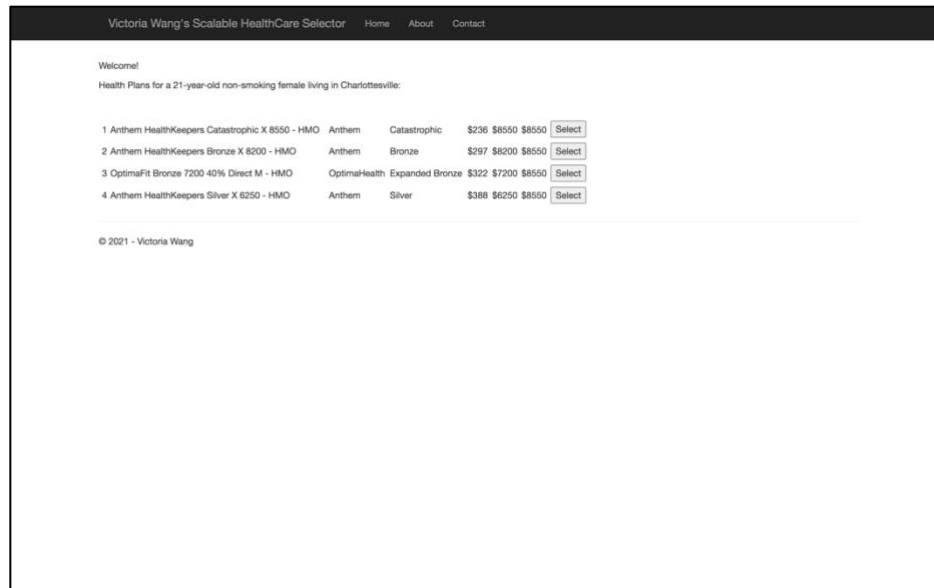 Victoria Wang's Scalable HealthCare Selector Home About Contact
Welcome!
Health Plans for a 21-year-old non-smoking female living in Charlottesville:
1 Anthem HealthKeepers Catastrophic X 8550 - HMO Anthem Catastrophic $236 $8550 $8550 Select
2 Anthem HealthKeepers Bronze X 8200 - HMO Anthem Bronze $297 $8200 $8550 Select
3 OptimaFit Bronze 7200 40% Direct M - HMO OptimaHealth Expanded Bronze $322 $7200 $8550 Select
4 Anthem HealthKeepers Silver X 6250 - HMO Anthem Silver $388 $6250 $8550 Select
© 2021 - Victoria Wang